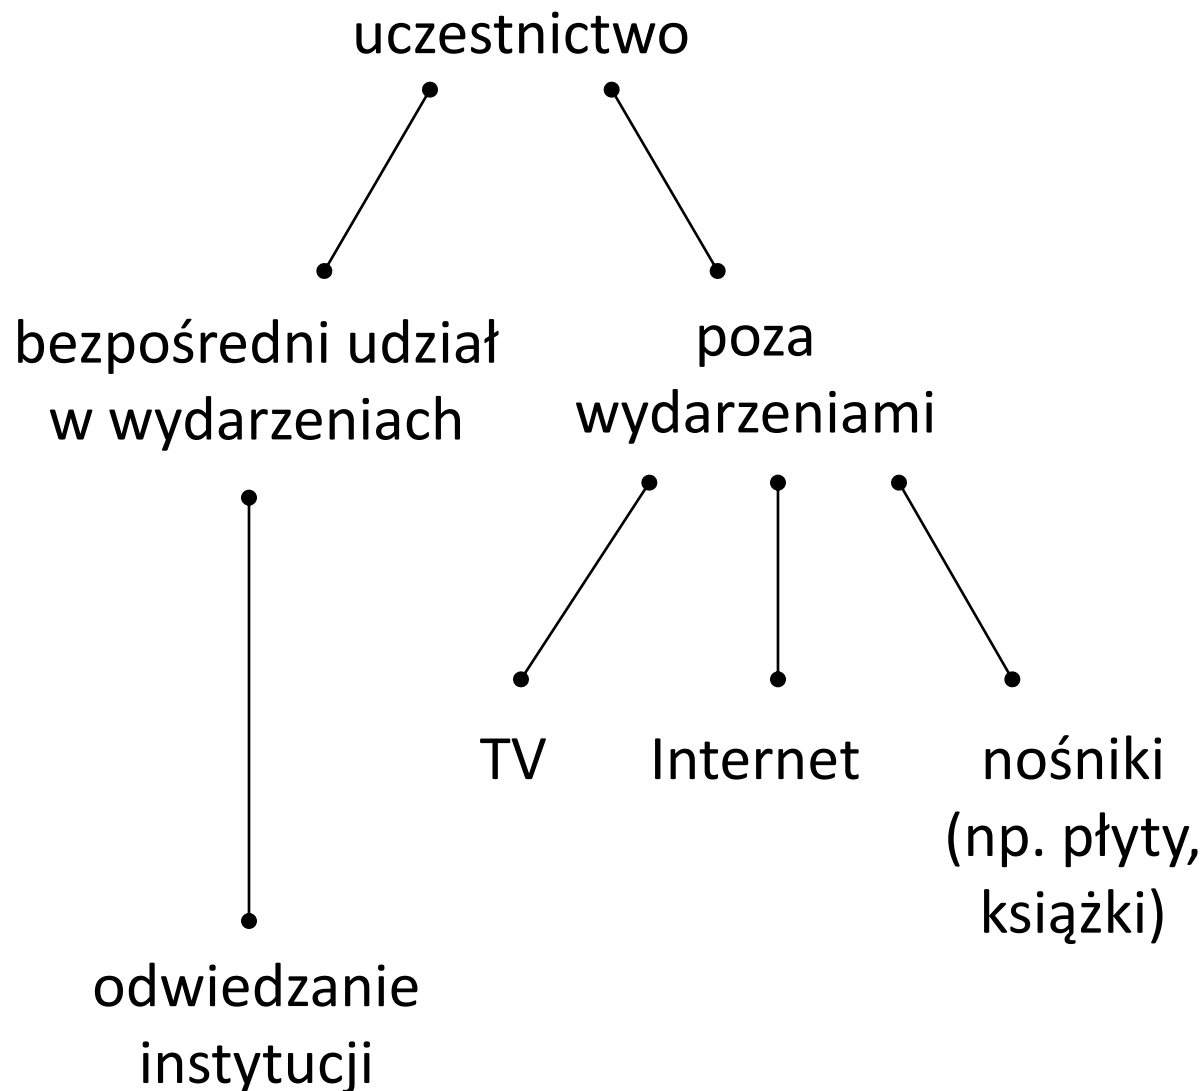 uczestnictwo
bezpośredni udział
w wydarzeniach
poza
wydarzeniami
TV
Internet
nośniki
(np. płyty,
książki)
odwiedzanie
instytucji